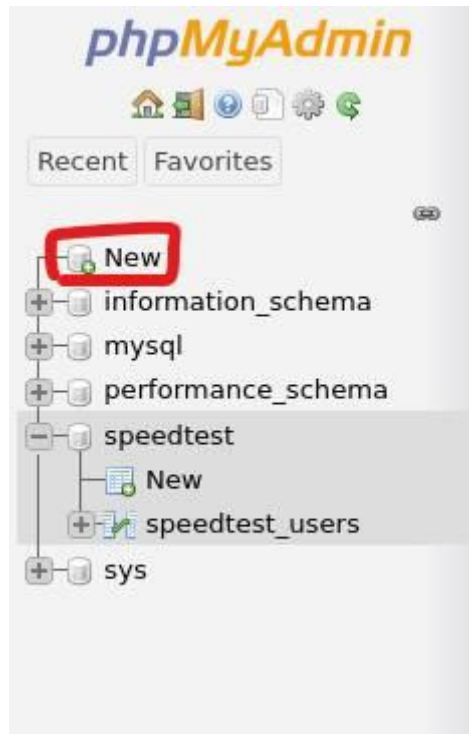 phpMyAdmin
Recent Favorites
New
information_schema
mysql
performance_schema
speedtest
New
speedtest_users
sys